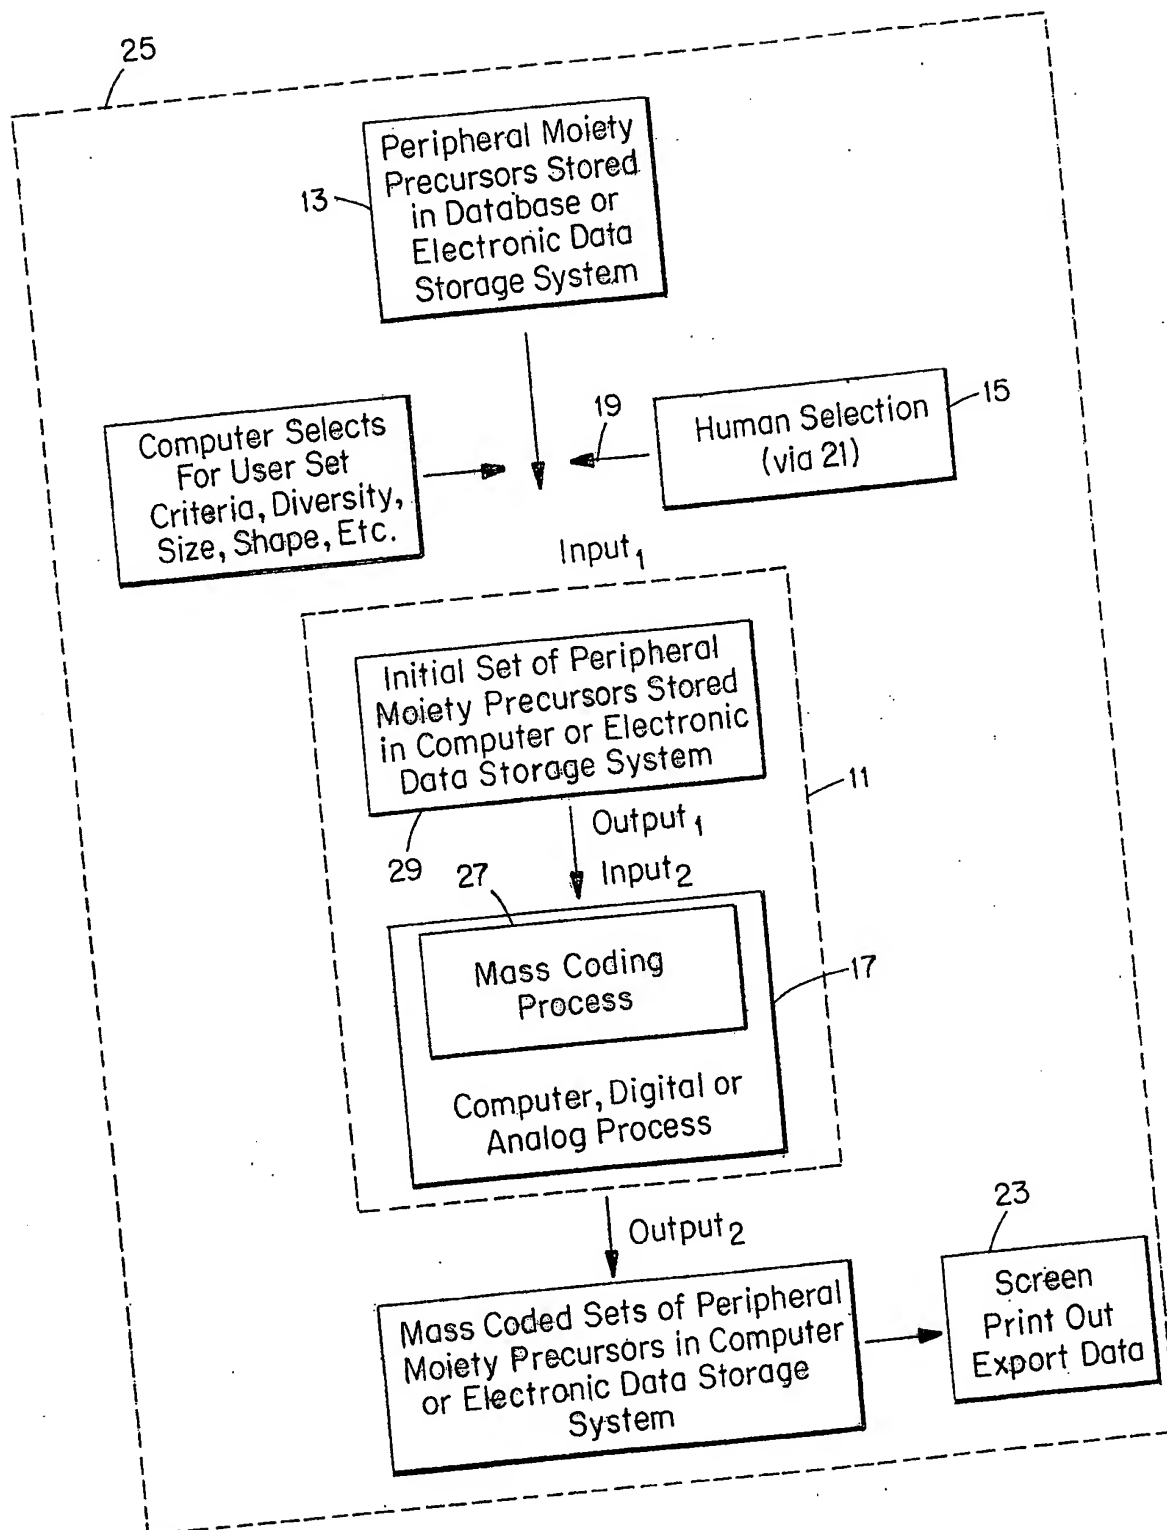 25
Peripheral Moiety
Precursors Stored
in Database or
Electronic Data
Storage System
13
Computer Selects
For User Set
Criteria, Diversity,
Size, Shape, Etc.
19
Human Selection
(via 21)
15
Input1
Initial Set of Peripheral
Moiety Precursors Stored
in Computer or Electronic
Data Storage System
11
29
Output1
Input2
27
Mass Coding
Process
17
Computer, Digital or
Analog Process
Output2
23
Mass Coded Sets of Peripheral
Moiety Precursors in Computer
or Electronic Data Storage
System
Screen
Print Out
Export Data